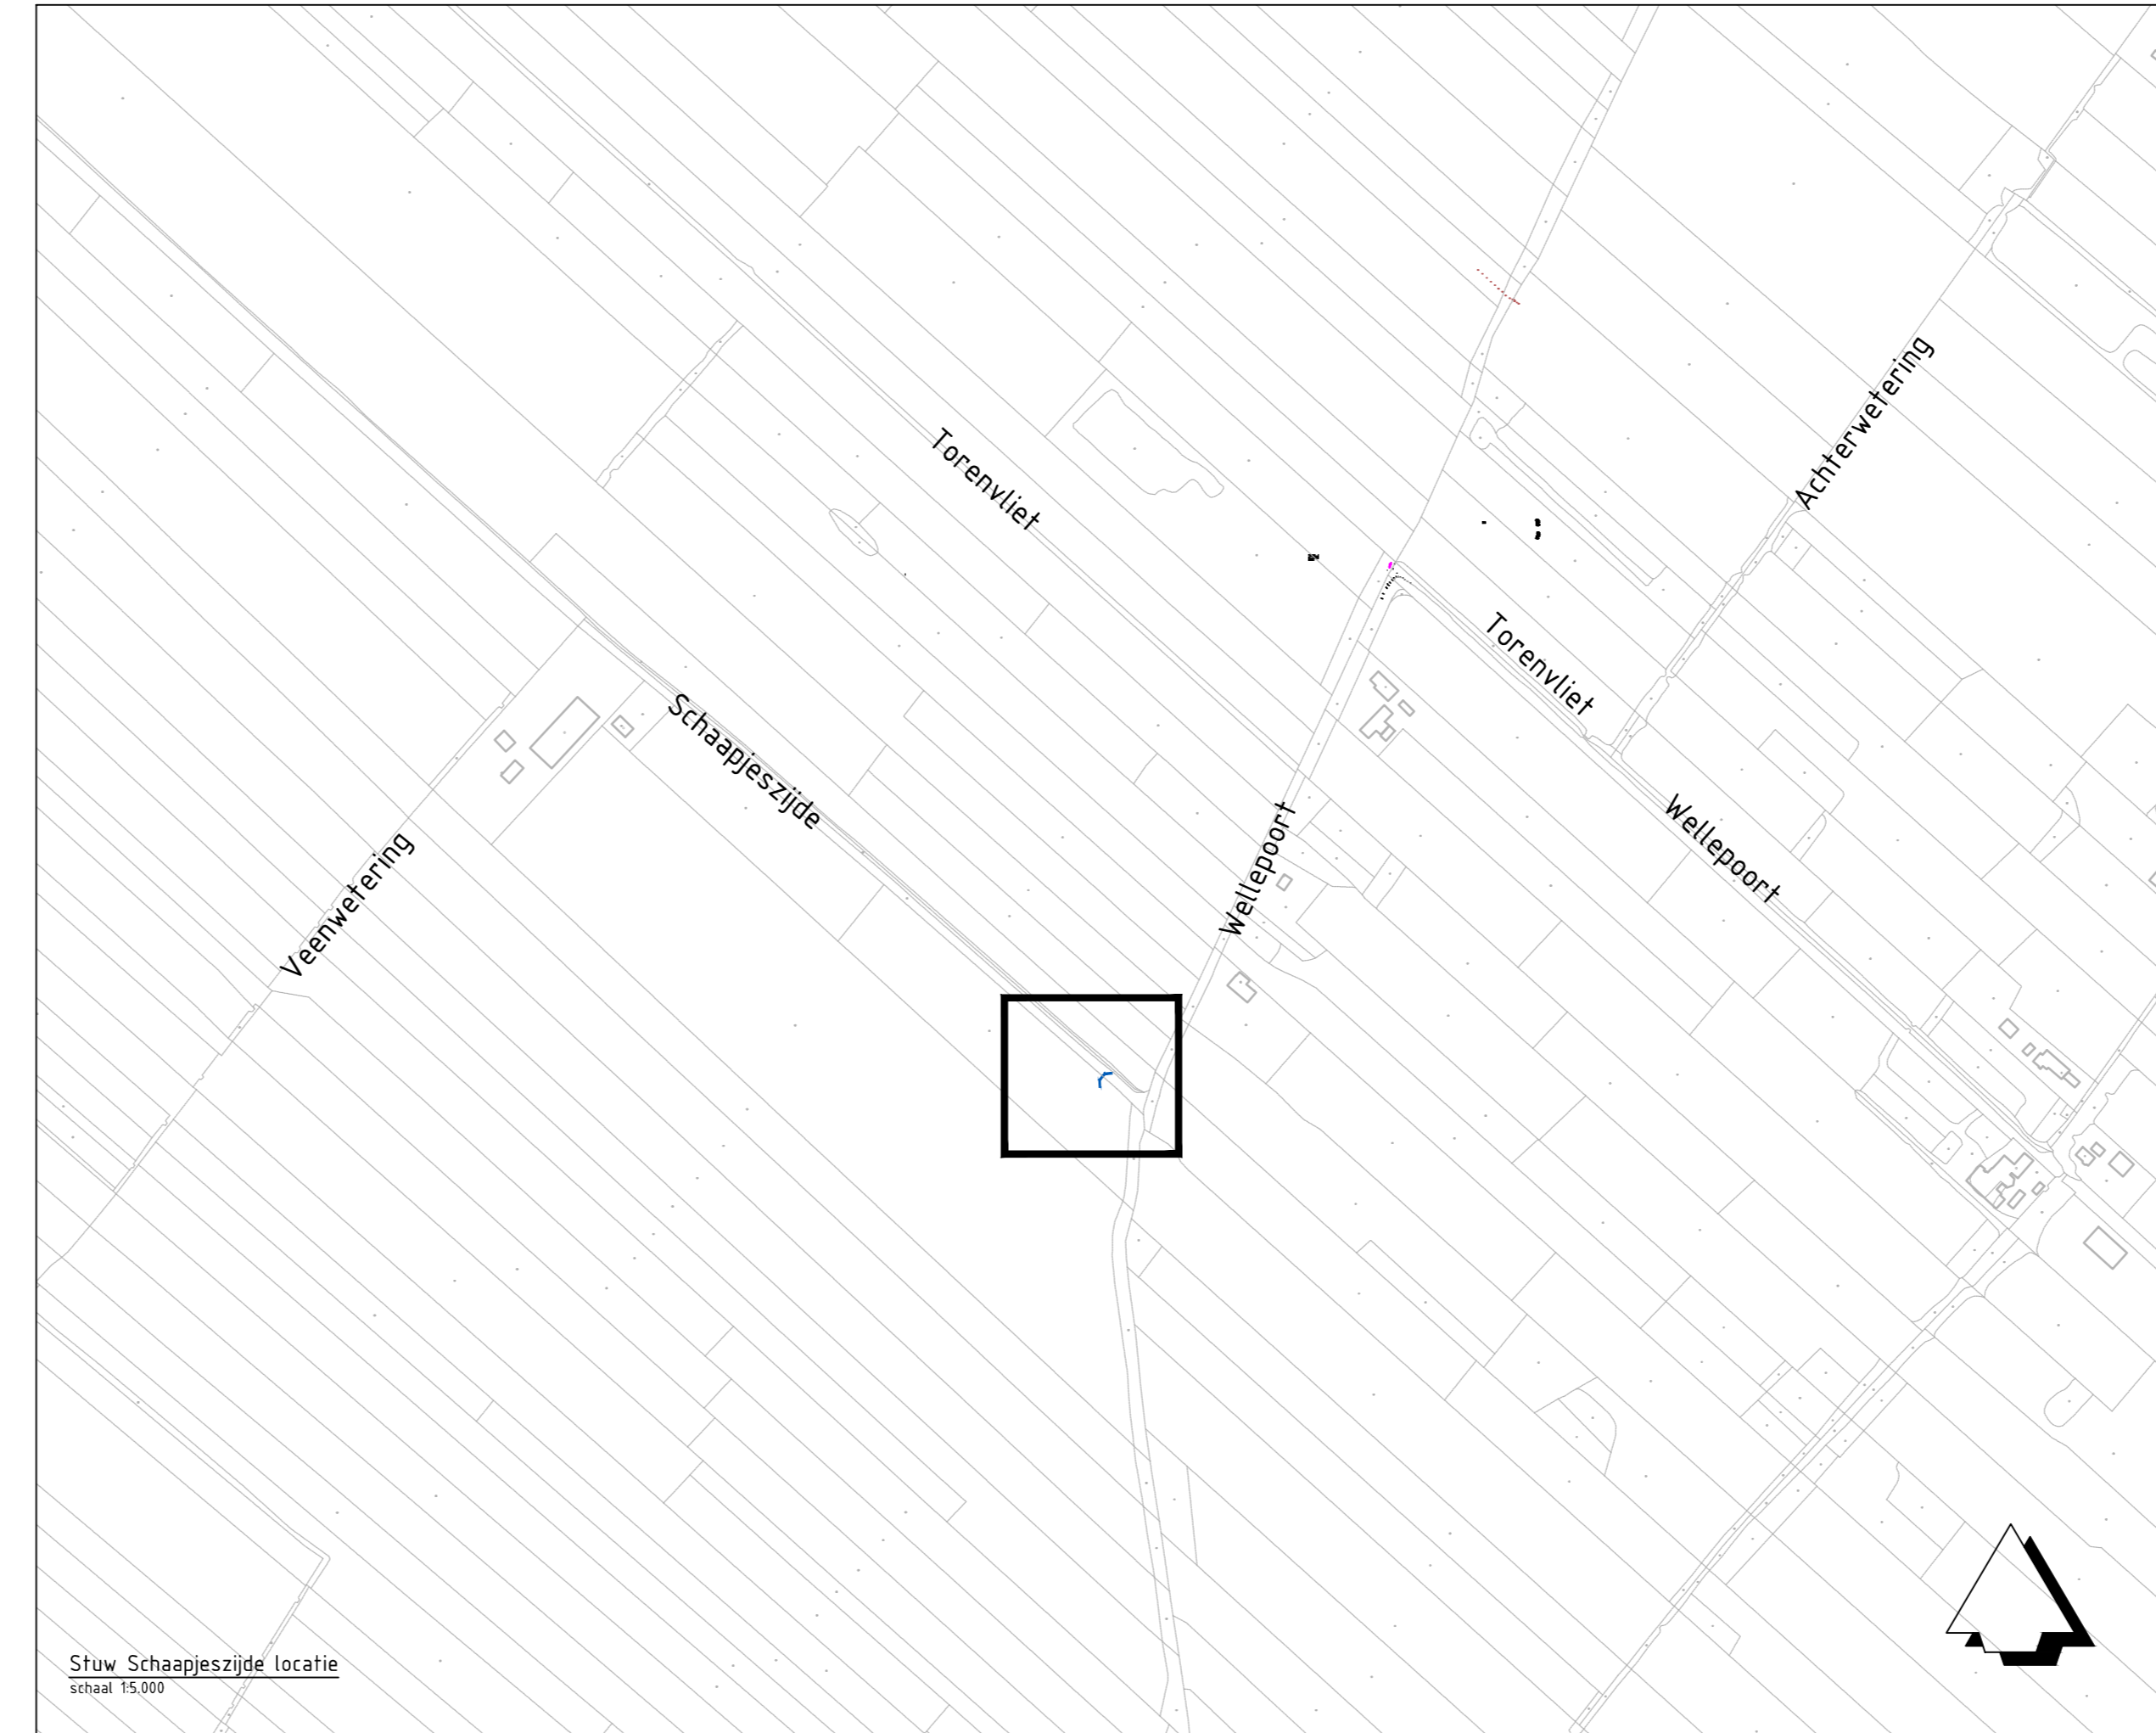 Achterwetering
Torenvliet
Torenvliet
Schaapjeszijde
Wellepoort
Wellepoort
Veenwetering
Stuw Schaapjeszijde locatie
schaal 1:5.000